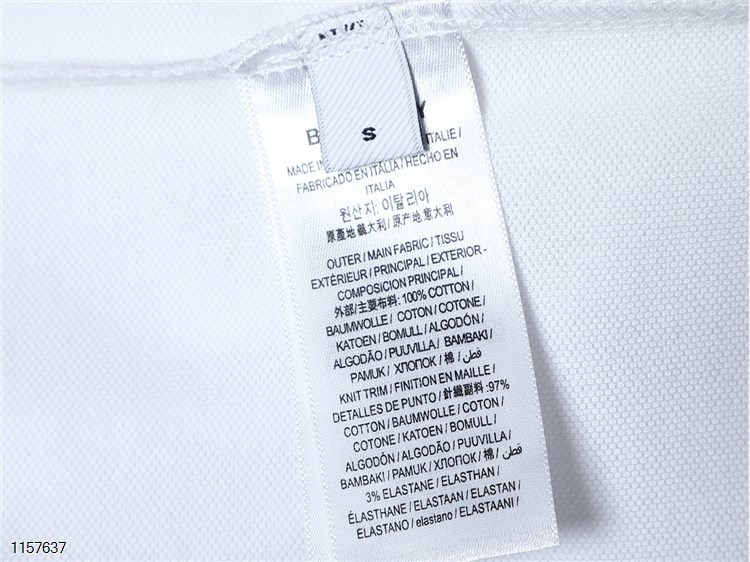 S
MADE IN
ITALIE /
FABRICADO EN ITALIA / HECHO EN
ITALIA
원산지: 이탈리아
原產地 義大利 / 原产地 意大利
OUTER / MAIN FABRIC / TISSU
EXTÉRIEUR / PRINCIPAL / EXTERIOR -
COMPOSICION PRINCIPAL /
外部/主要布料: 100% COTTON /
BAUMWOLLE / COTON / COTONE /
KATOEN / BOMULL / ALGODÓN /
ALGODÃO / PUUVILLA / BAMBAKI /
PAMUK / ХЛОПОК / 棉 / قطن /
KNIT TRIM / FINITION EN MAILLE /
DETALLES DE PUNTO / 針織副料 :97%
COTTON / BAUMWOLLE / COTON /
COTONE / KATOEN / BOMULL /
ALGODÓN / ALGODÃO / PUUVILLA /
BAMBAKI / PAMUK / ХЛОПОК / 棉 / قطن
3% ELASTANE / ELASTHAN /
ÉLASTHANE / ELASTAAN / ELASTAN /
ELASTANO / elastano / ELASTAANI /
1157637